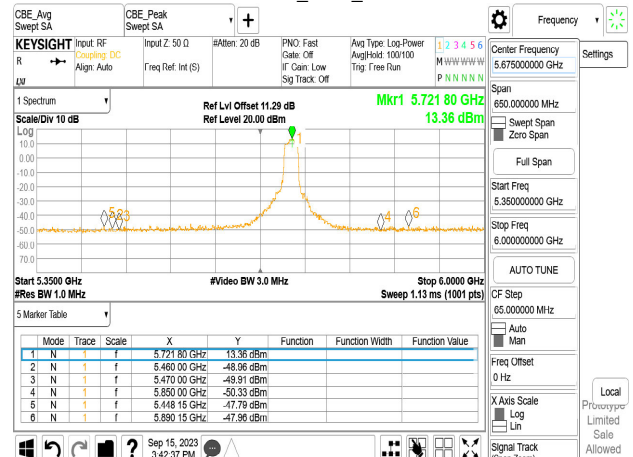 CBE_Avg
Swept SA
CBE_Peak
Swept SA
Frequency
KEYSIGHT
R
Input: RF
Coupling: DC
Align: Auto
Input Z: 50 Ω
Freq Ref: Int (S)
#Atten: 20 dB
PNO: Fast
Gate: Off
IF Gain: Low
Sig Track: Off
Avg Type: Log-Power
Avg|Hold: 100/100
Trig: Free Run
1 2 3 4 5 6
M W W W W W
P N N N N N
LXI
Center Frequency
5.675000000 GHz
Settings
Span
650.000000 MHz
Swept Span
Zero Span
Full Span
Start Freq
5.350000000 GHz
Stop Freq
6.000000000 GHz
AUTO TUNE
CF Step
65.000000 MHz
Auto
Man
Freq Offset
0 Hz
X Axis Scale
Log
Lin
Signal Track
(Span Zoom)
Local
Prototype
Limited
Sale
Allowed
1 Spectrum
Scale/Div 10 dB
Log
Ref Lvl Offset 11.29 dB
Ref Level 20.00 dBm
Mkr1 5.721 80 GHz
13.36 dBm
10.0
0.00
-10.0
-20.0
-30.0
-40.0
-50.0
-60.0
-70.0
1
4
6
Start 5.3500 GHz
#Res BW 1.0 MHz
#Video BW 3.0 MHz
Stop 6.0000 GHz
Sweep 1.13 ms (1001 pts)
5 Marker Table
Mode Trace Scale X Y Function Function Width Function Value
1 N 1 f 5.721 80 GHz 13.36 dBm
2 N 1 f 5.460 00 GHz -48.96 dBm
3 N 1 f 5.470 00 GHz -49.91 dBm
4 N 1 f 5.850 00 GHz -50.33 dBm
5 N 1 f 5.448 15 GHz -47.79 dBm
6 N 1 f 5.890 15 GHz -47.96 dBm
Sep 15, 2023
3:42:37 PM